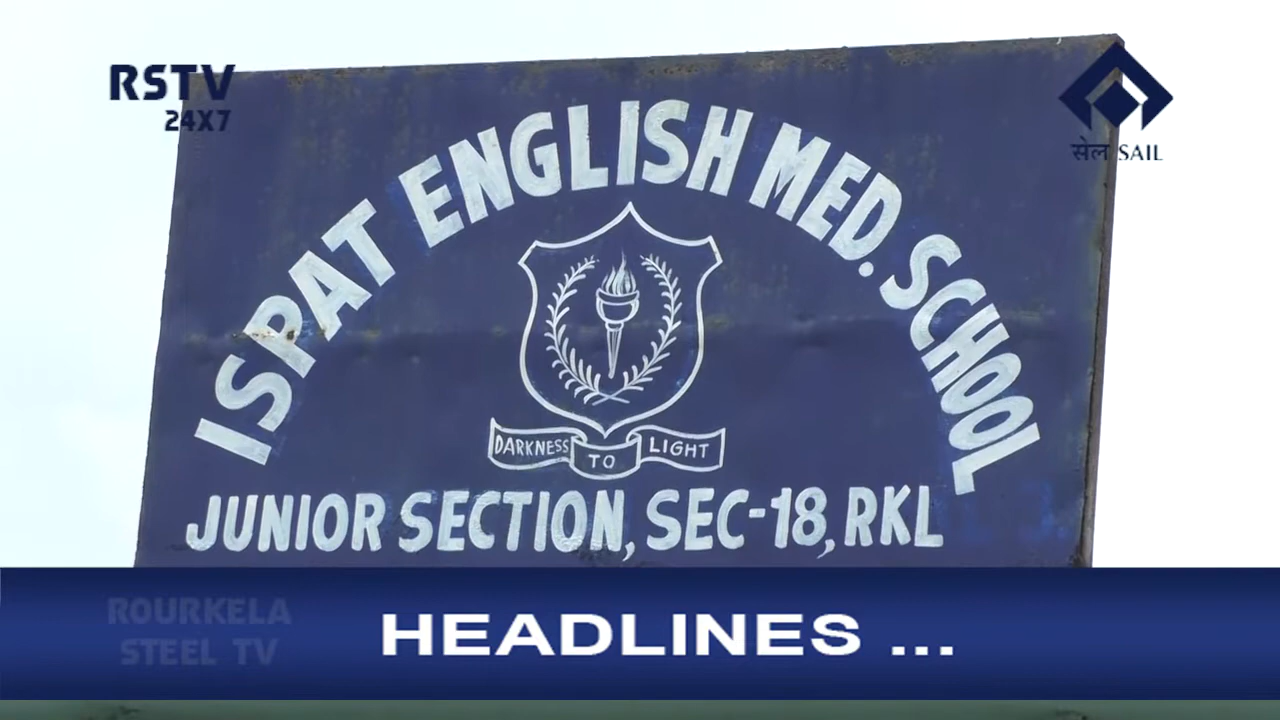 RSTV
24X7
सेल SAIL
ISPAT ENGLISH MED. SCHOOL
DARKNESS TO LIGHT
JUNIOR SECTION, SEC-18, RKL
ROURKELA
STEEL TV
HEADLINES ...